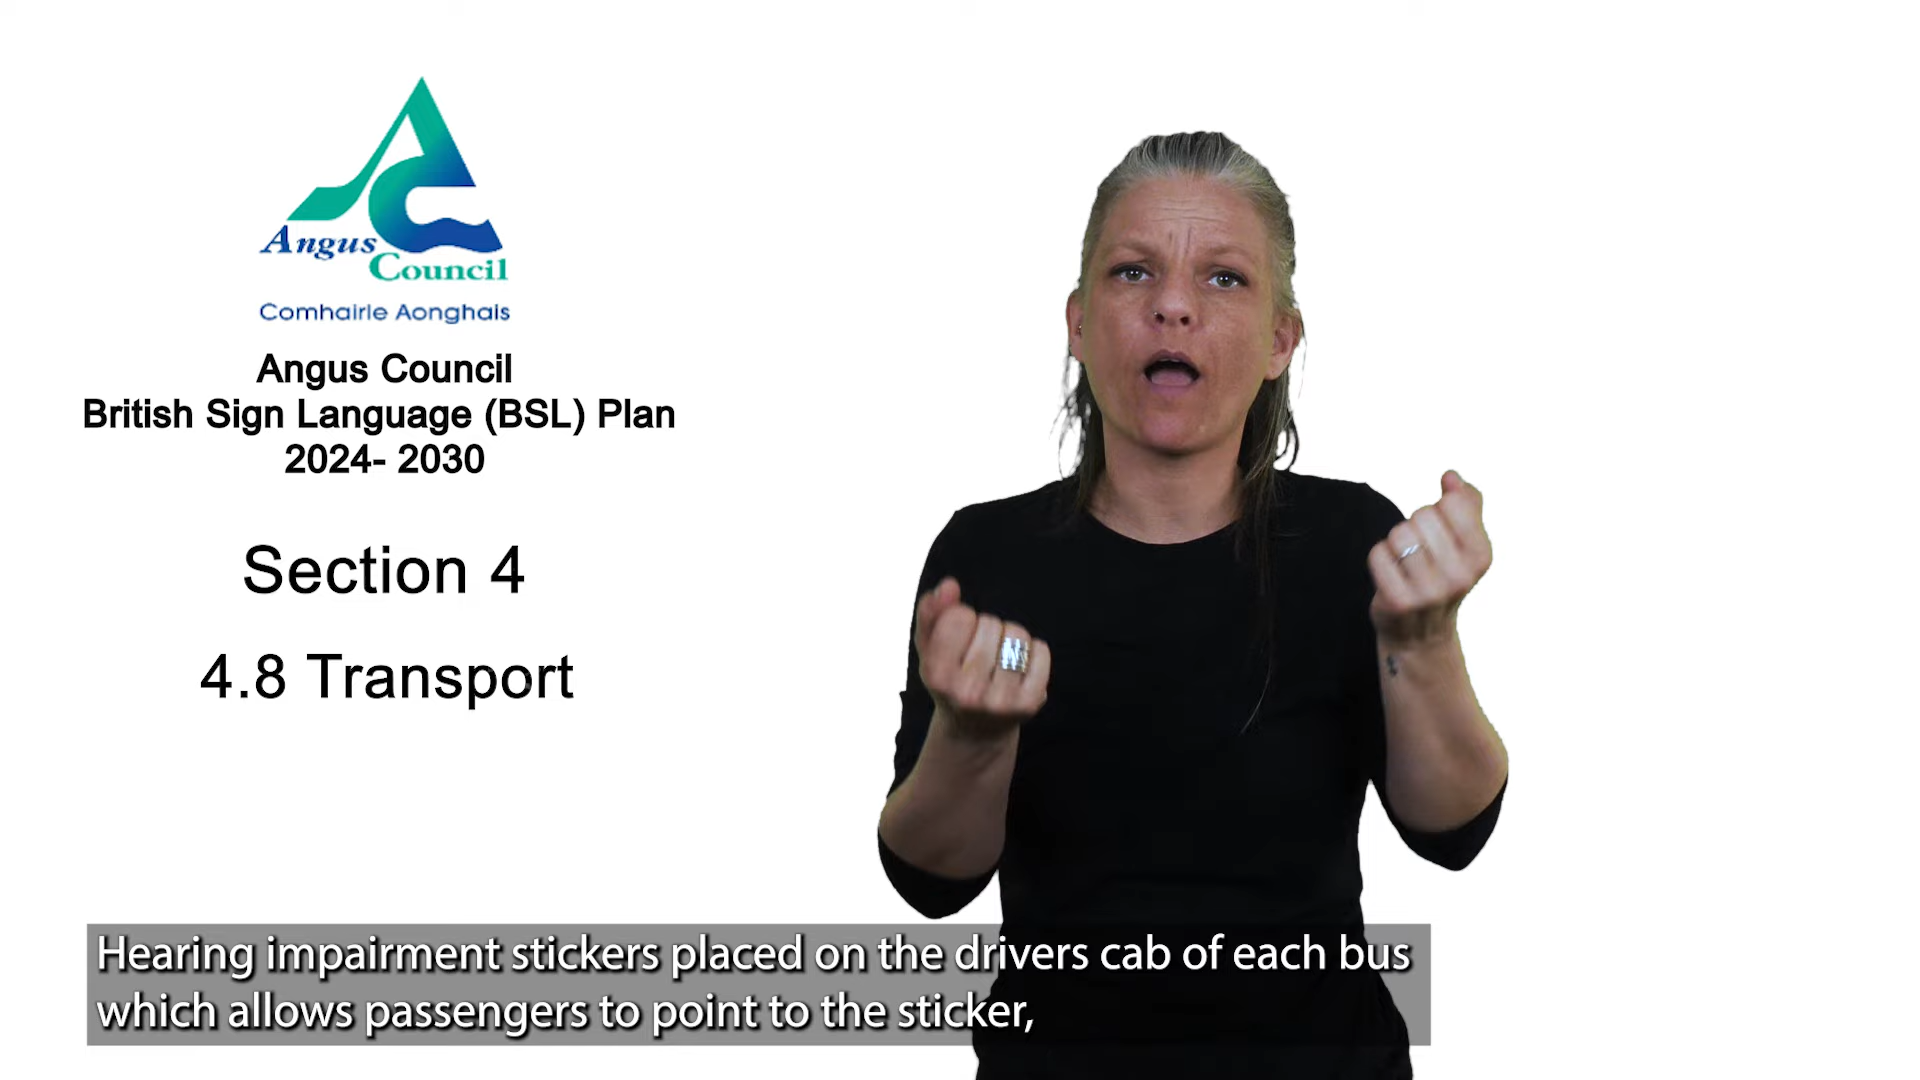 Angus
Council
Comhairle Aonghais
Angus Council
British Sign Language (BSL) Plan
2024- 2030
Section 4
4.8 Transport
Hearing impairment stickers placed on the drivers cab of each bus
which allows passengers to point to the sticker,